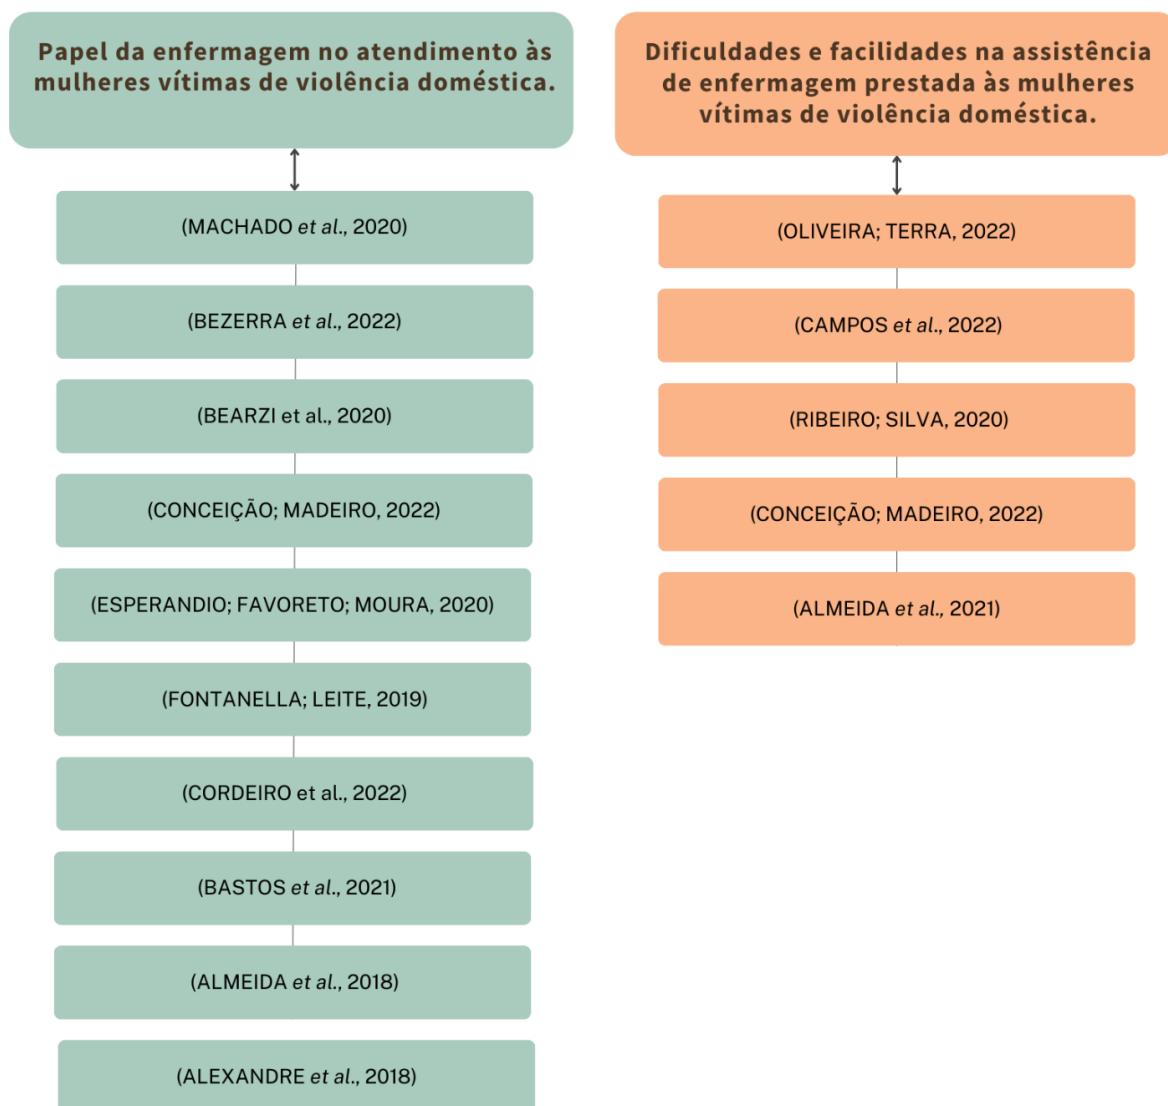 Papel da enfermagem no atendimento às
mulheres vítimas de violência doméstica.
(MACHADO et al., 2020)
(BEZERRA et al., 2022)
(BEARZI et al., 2020)
(CONCEIÇÃO; MADEIRO, 2022)
(ESPERANDIO; FAVORETO; MOURA, 2020)
(FONTANELLA; LEITE, 2019)
(CORDEIRO et al., 2022)
(BASTOS et al., 2021)
(ALMEIDA et al., 2018)
(ALEXANDRE et al., 2018)
Dificuldades e facilidades na assistência
de enfermagem prestada às mulheres
vítimas de violência doméstica.
(OLIVEIRA; TERRA, 2022)
(CAMPOS et al., 2022)
(RIBEIRO; SILVA, 2020)
(CONCEIÇÃO; MADEIRO, 2022)
(ALMEIDA et al., 2021)